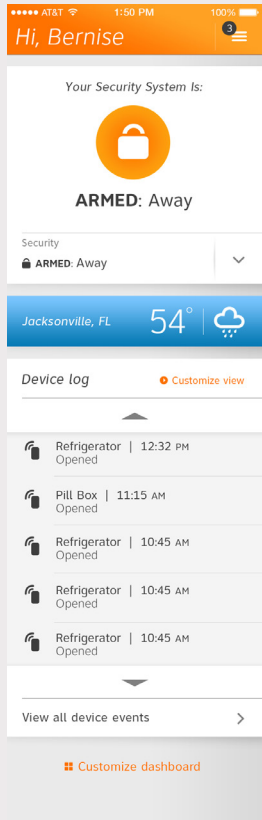 AT&T 1:50 PM 100%
Hi, Bernise
3
Your Security System Is:
ARMED: Away
Security
ARMED: Away
Jacksonville, FL 54°
Device log Customize view
Refrigerator | 12:32 PM
Opened
Pill Box | 11:15 AM
Opened
Refrigerator | 10:45 AM
Opened
Refrigerator | 10:45 AM
Opened
Refrigerator | 10:45 AM
Opened
View all device events
Customize dashboard